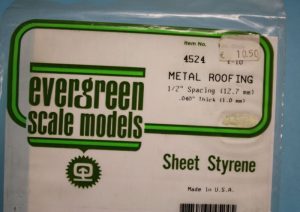 Item No.
€ 10.50
4524
METAL ROOFING
1/2" Spacing (12.7 mm)
.040" Thick (1.0 mm)
evergreen
scale models
Sheet Styrene
Made in U.S.A.